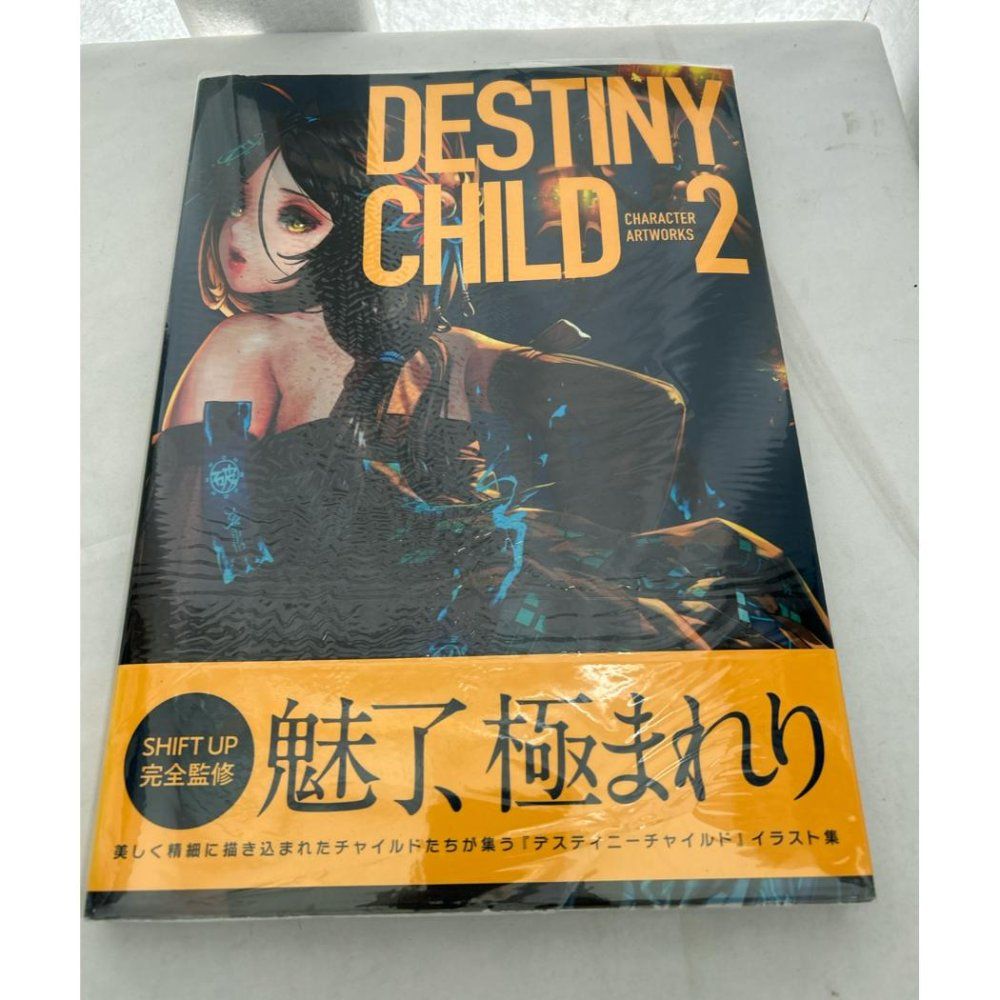 DESTINY
CHILD
CHARACTER
ARTWORKS
2
破
SHIFT UP
完全監修
魅了、極まれり
美しく精細に描き込まれたチャイルドたちが集う『デスティニーチャイルド』イラスト集